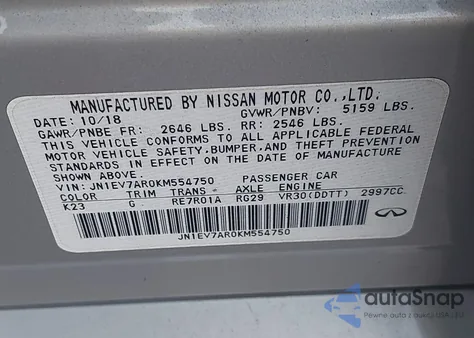 MANUFACTURED BY NISSAN MOTOR CO.,LTD.
DATE: 10/18 GVWR/PNBV: 5159 LBS.
GAWR/PNBE FR: 2646 LBS. RR: 2546 LBS.
THIS VEHICLE CONFORMS TO ALL APPLICABLE FEDERAL
MOTOR VEHICLE SAFETY, BUMPER, AND THEFT PREVENTION
STANDARDS IN EFFECT ON THE DATE OF MANUFACTURE
SHOWN ABOVE.
VIN: JN1EV7AR0KM554750 PASSENGER CAR
COLOR TRIM TRANS AXLE ENGINE
K23 G RE7R01A RG29 VR30(DDTT) 2997CC.
JN1EV7AR0KM554750
autoSnap